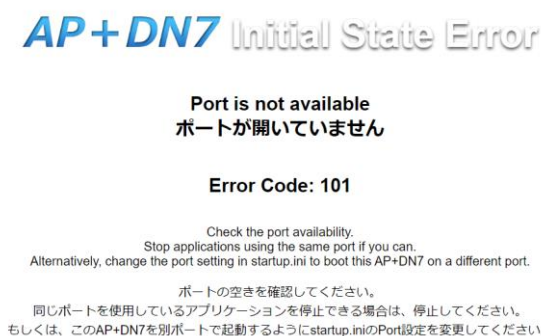 AP+DN7 Initial State Error
Port is not available
ポートが開いていません
Error Code: 101
Check the port availability.
Stop applications using the same port if you can.
Alternatively, change the port setting in startup.ini to boot this AP+DN7 on a different port.
ポートの空きを確認してください。
同じポートを使用しているアプリケーションを停止できる場合は、停止してください。
もしくは、このAP+DN7を別ポートで起動するようにstartup.iniのPort設定を変更してください